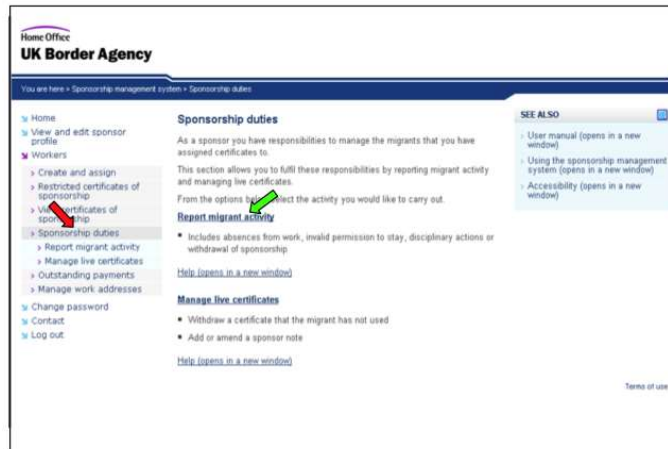 Home Office
UK Border Agency
You are here » Sponsorship management system » Sponsorship duties
Home
View and edit sponsor
profile
Workers
Create and assign
Restricted certificates of
sponsorship
View certificates of
sponsorship
Sponsorship duties
Report migrant activity
Manage live certificates
Outstanding payments
Manage work addresses
Change password
Contact
Log out
Sponsorship duties
As a sponsor you have responsibilities to manage the migrants that you have
assigned certificates to.
This section allows you to fulfil these responsibilities by reporting migrant activity
and managing live certificates.
From the options below select the activity you would like to carry out.
Report migrant activity
Includes absences from work, invalid permission to stay, disciplinary actions or
withdrawal of sponsorship
Help (opens in a new window)
Manage live certificates
Withdraw a certificate that the migrant has not used
Add or amend a sponsor note
Help (opens in a new window)
SEE ALSO
User manual (opens in a new
window)
Using the sponsorship management
system (opens in a new window)
Accessibility (opens in a new
window)
Terms of use